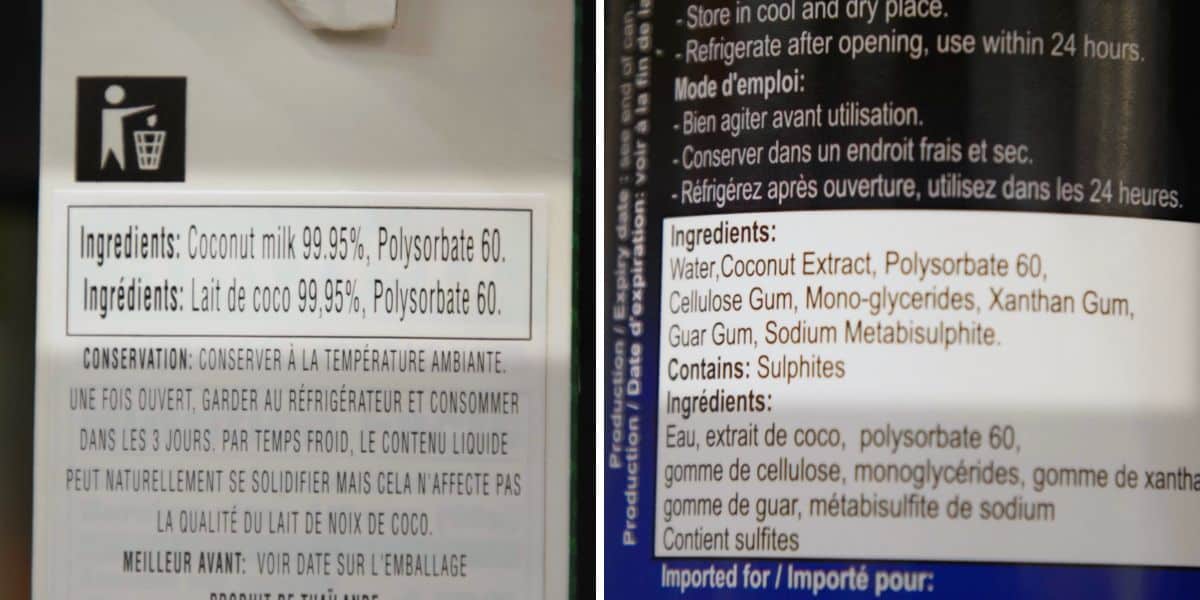 Ingredients: Coconut milk 99.95%, Polysorbate 60.
Ingrédients: Lait de coco 99,95%, Polysorbate 60.
CONSERVATION: CONSERVER À LA TEMPÉRATURE AMBIANTE.
UNE FOIS OUVERT, GARDER AU RÉFRIGÉRATEUR ET CONSOMMER
DANS LES 3 JOURS. PAR TEMPS FROID, LE CONTENU LIQUIDE
PEUT NATURELLEMENT SE SOLIDIFIER MAIS CELA N'AFFECTE PAS
LA QUALITÉ DU LAIT DE NOIX DE COCO.
MEILLEUR AVANT: VOIR DATE SUR L'EMBALLAGE
PRODUIT DE THAÏLANDE
Production / Expiry date : see end of can.
Production / Date d'expiration: voir à la fin de la
- Store in cool and dry place.
- Refrigerate after opening, use within 24 hours.
Mode d'emploi:
- Bien agiter avant utilisation.
- Conserver dans un endroit frais et sec.
- Réfrigérez après ouverture, utilisez dans les 24 heures.
Ingredients:
Water,Coconut Extract, Polysorbate 60,
Cellulose Gum, Mono-glycerides, Xanthan Gum,
Guar Gum, Sodium Metabisulphite.
Contains: Sulphites
Ingrédients:
Eau, extrait de coco, polysorbate 60,
gomme de cellulose, monoglycérides, gomme de xantha
gomme de guar, métabisulfite de sodium
Contient sulfites
Imported for / Importé pour: